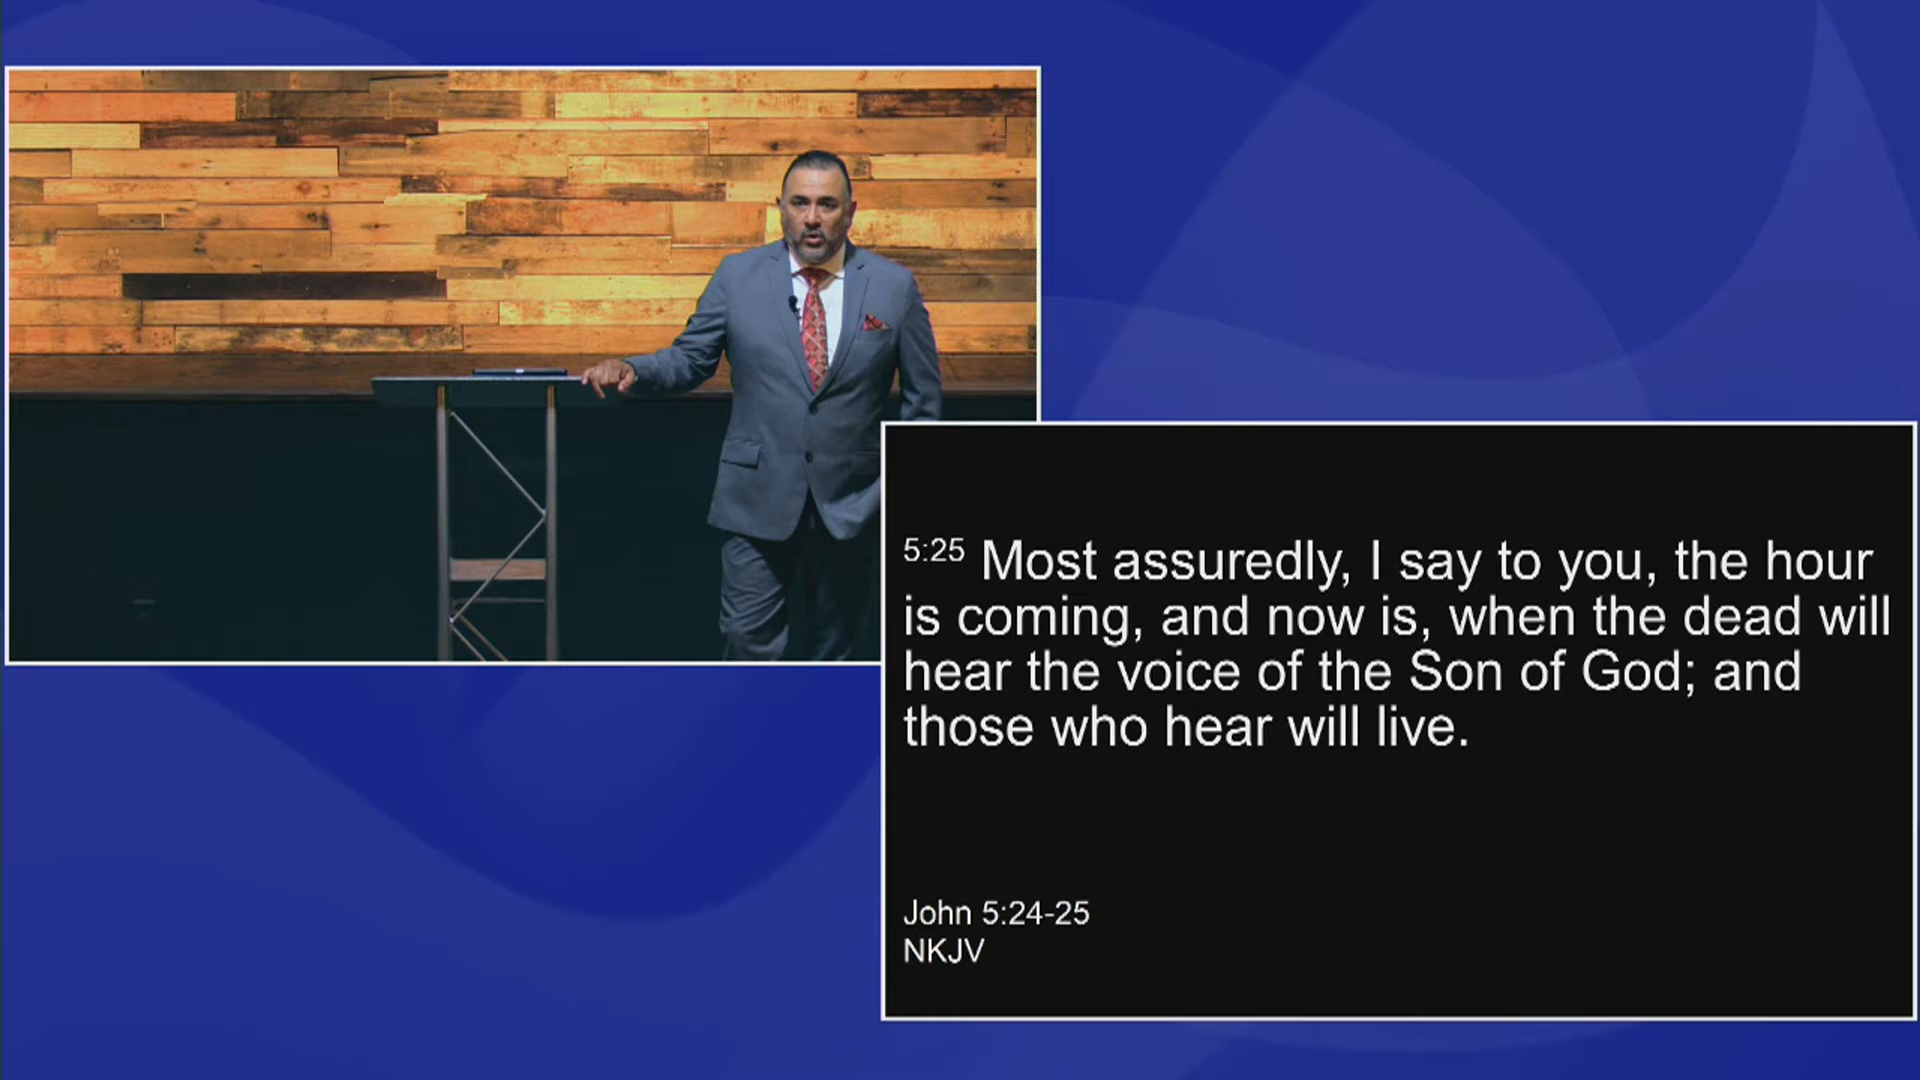 5:25 Most assuredly, I say to you, the hour
is coming, and now is, when the dead will
hear the voice of the Son of God; and
those who hear will live.
John 5:24-25
NKJV